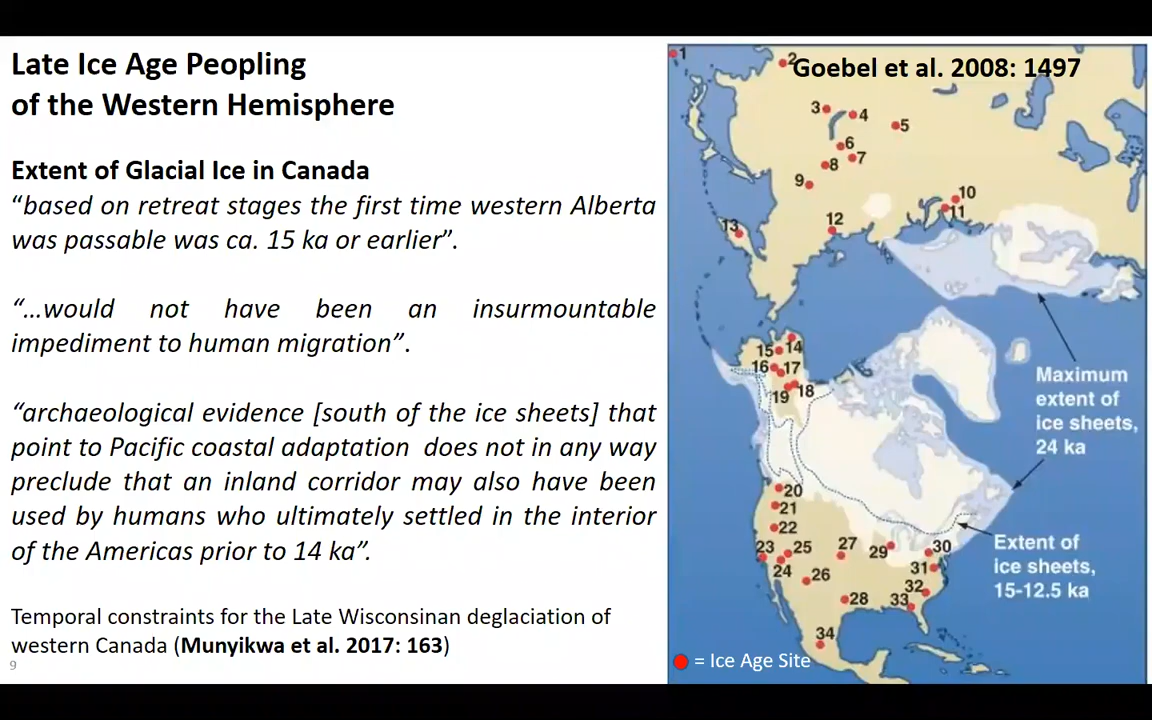 Late Ice Age Peopling
of the Western Hemisphere
Extent of Glacial Ice in Canada
“based on retreat stages the first time western Alberta
was passable was ca. 15 ka or earlier”.
“…would not have been an insurmountable
impediment to human migration”.
“archaeological evidence [south of the ice sheets] that
point to Pacific coastal adaptation does not in any way
preclude that an inland corridor may also have been
used by humans who ultimately settled in the interior
of the Americas prior to 14 ka”.
Temporal constraints for the Late Wisconsinan deglaciation of
western Canada (Munyikwa et al. 2017: 163)
9
Goebel et al. 2008: 1497
1
2
3
4
5
6
7
8
9
10
11
12
13
14
15
16
17
18
19
Maximum
extent of
ice sheets,
24 ka
20
21
22
23
24
25
26
27
28
29
30
31
32
33
34
Extent of
ice sheets,
15-12.5 ka
= Ice Age Site